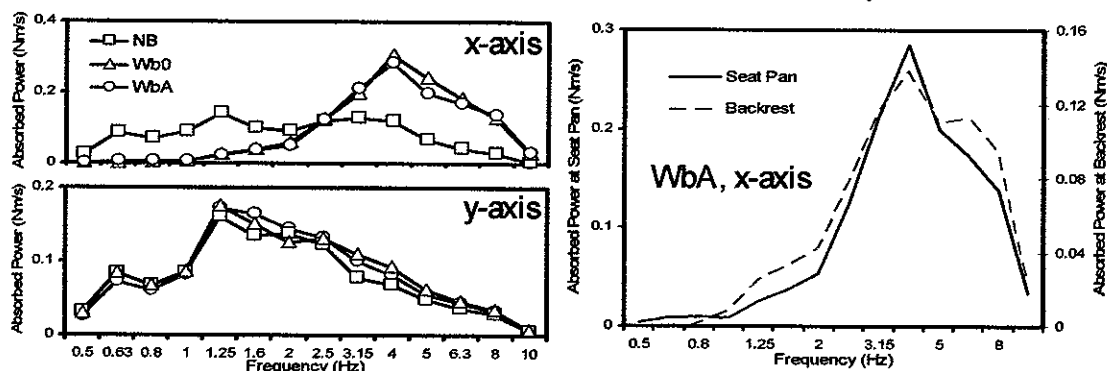 Absorbed Power (Nm/s)
0,4
0,2
0
NB
Wb0
WbA
x-axis
Absorbed Power (Nm/s)
0,2
0,1
0
y-axis
0.5 0.63 0.8 1 1.25 1.6 2 2.5 3.15 4 5 6.3 8 10
Frequency (Hz)
Absorbed Power at Seat Pan (Nm/s)
0.3
0.2
0.1
0
Seat Pan
Backrest
WbA, x-axis
0.16
0.12
0.08
0.04
0
Absorbed Power at Backrest (Nm/s)
0.5 0.8 1.25 2 3.15 5 8
Frequency (Hz)